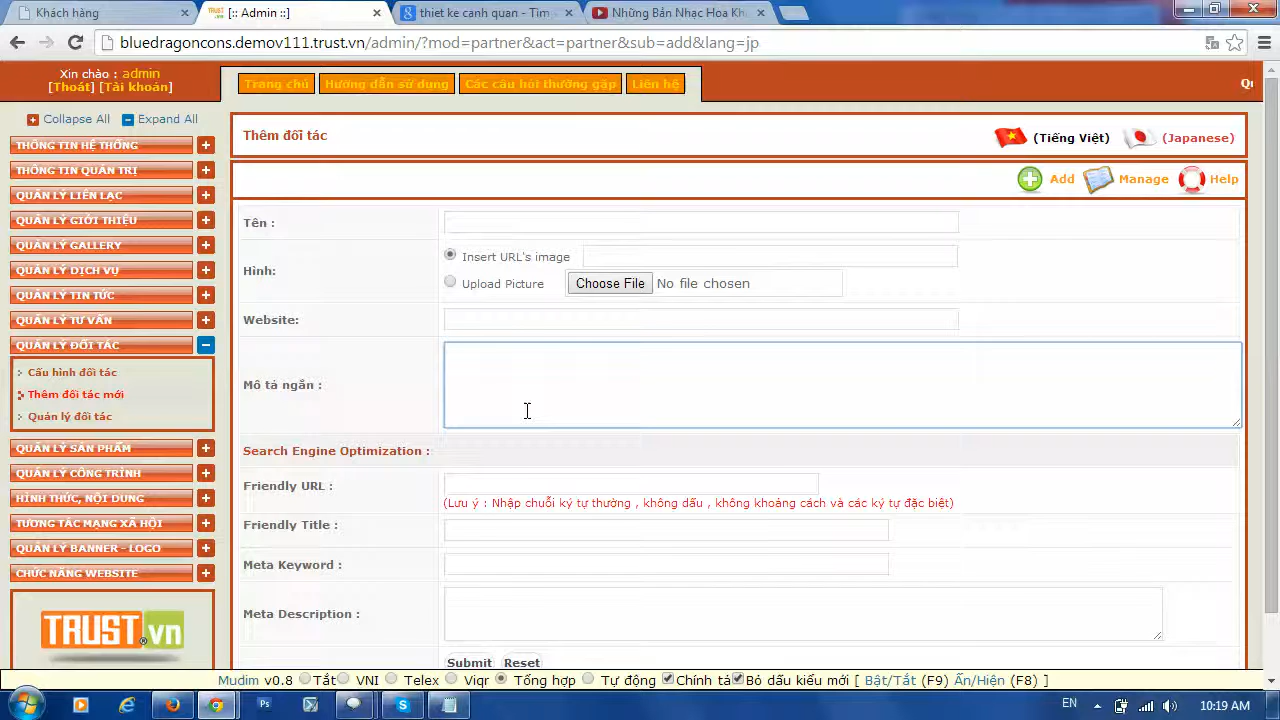 Khách hàng
[:: Admin ::]
thiet ke canh quan - Tìm
Những Bản Nhạc Hoa Kh
bluedragoncons.demov111.trust.vn/admin/?mod=partner&act=partner&sub=add&lang=jp
Xin chào : admin
[Thoát] [Tài khoản]
Trang chủ
Hướng dẫn sử dụng
Các câu hỏi thường gặp
Liên hệ
Collapse All
Expand All
THÔNG TIN HỆ THỐNG
THÔNG TIN QUẢN TRỊ
QUẢN LÝ LIÊN LẠC
QUẢN LÝ GIỚI THIỆU
QUẢN LÝ GALLERY
QUẢN LÝ DỊCH VỤ
QUẢN LÝ TIN TỨC
QUẢN LÝ TƯ VẤN
QUẢN LÝ ĐỐI TÁC
Cấu hình đối tác
Thêm đối tác mới
Quản lý đối tác
QUẢN LÝ SẢN PHẨM
QUẢN LÝ CÔNG TRÌNH
HÌNH THỨC, NỘI DUNG
TƯƠNG TÁC MẠNG XÃ HỘI
QUẢN LÝ BANNER - LOGO
CHỨC NĂNG WEBSITE
TRUST.vn
Thêm đối tác
(Tiếng Việt)
(Japanese)
Add
Manage
Help
Tên :
Hình:
Insert URL's image
Upload Picture
Choose File
No file chosen
Website:
Mô tả ngắn :
Search Engine Optimization :
Friendly URL :
(Lưu ý : Nhập chuỗi ký tự thường , không dấu , không khoảng cách và các ký tự đặc biệt)
Friendly Title :
Meta Keyword :
Meta Description :
Submit
Reset
Mudim v0.8 Tắt VNI Telex Viqr Tổng hợp Tự động Chính tả Bỏ dấu kiểu mới [ Bật/Tắt (F9) Ẩn/Hiện (F8) ]
EN
10:19 AM